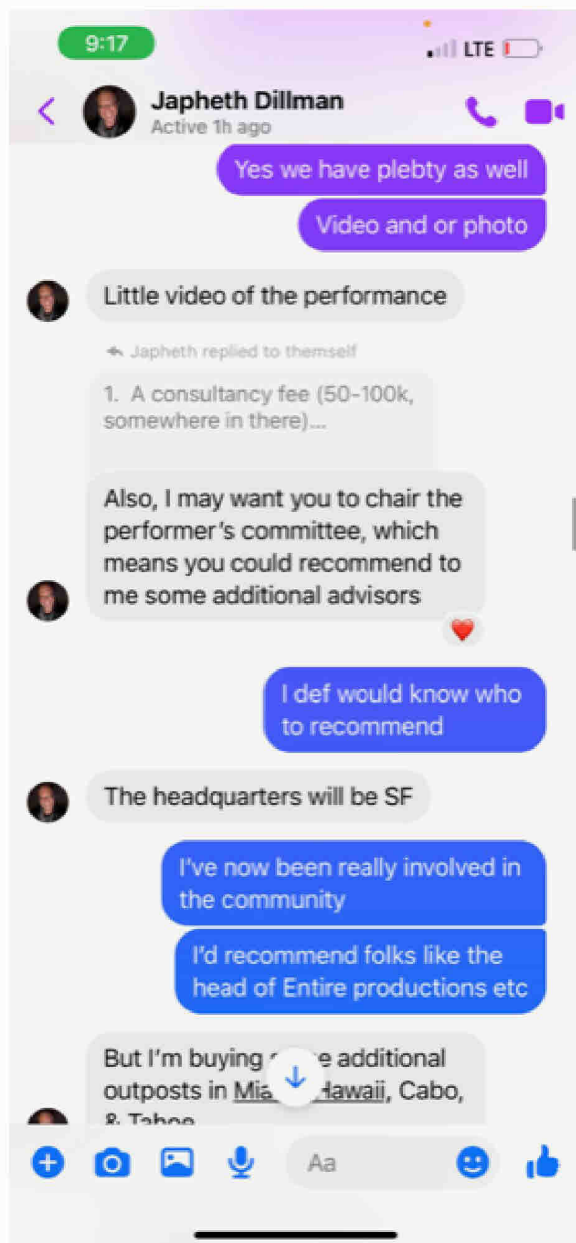 9:17
LTE
Japheth Dillman
Active 1h ago
Yes we have plebty as well
Video and or photo
Little video of the performance
Japheth replied to themself
1. A consultancy fee (50-100k,
somewhere in there)...
Also, I may want you to chair the
performer's committee, which
means you could recommend to
me some additional advisors
I def would know who
to recommend
The headquarters will be SF
I've now been really involved in
the community
I'd recommend folks like the
head of Entire productions etc
But I'm buying additional
outposts in Hawaii, Cabo,
& Tahoe
Aa